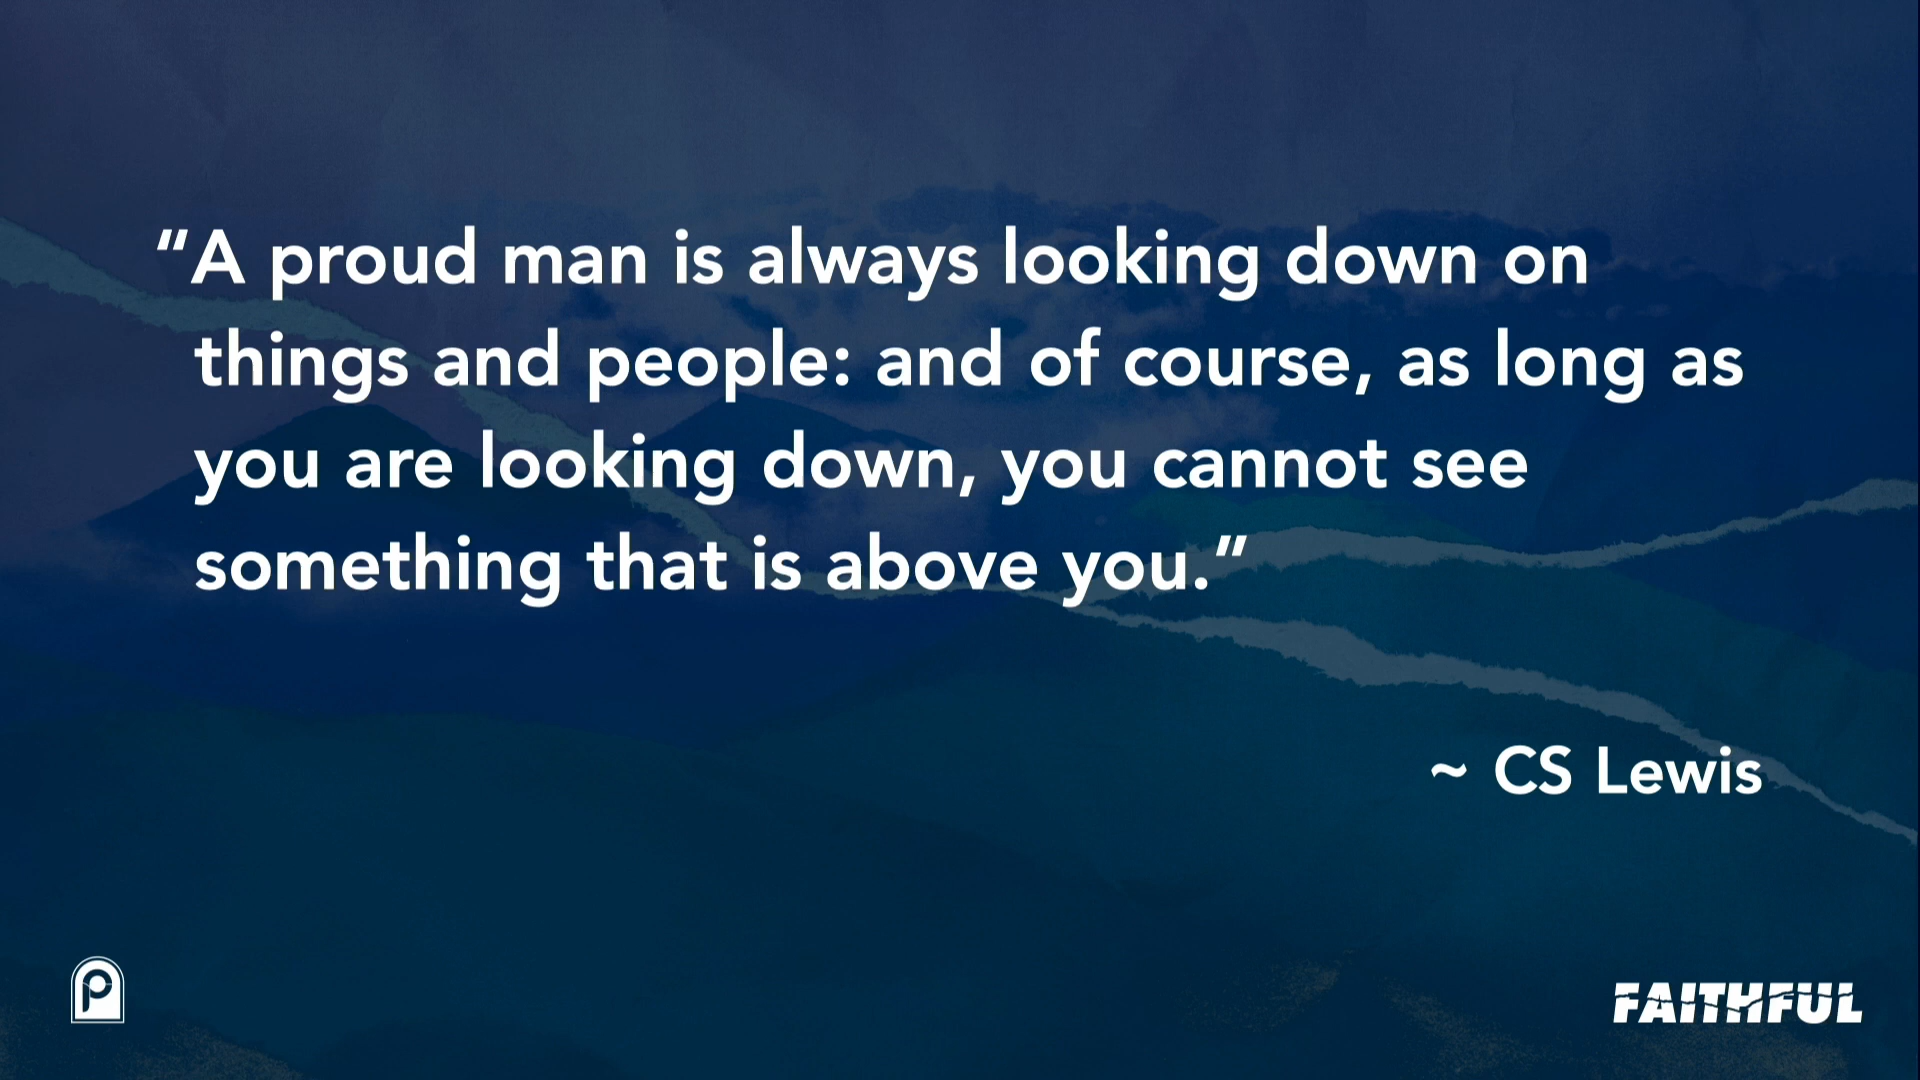 “A proud man is always looking down on
things and people: and of course, as long as
you are looking down, you cannot see
something that is above you.”
~ CS Lewis
P
FAITHFUL